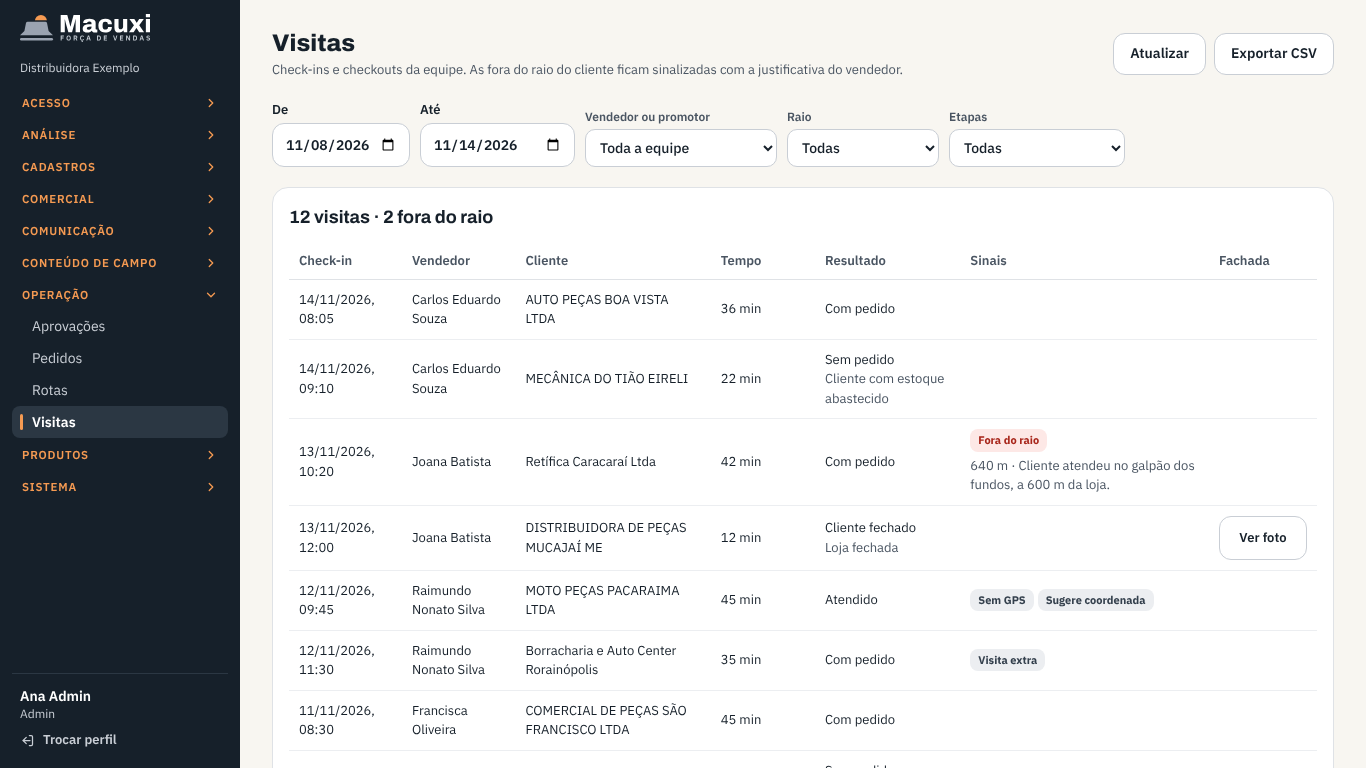 Macuxi
FORÇA DE VENDAS
Distribuidora Exemplo
ACESSO
ANÁLISE
CADASTROS
COMERCIAL
COMUNICAÇÃO
CONTEÚDO DE CAMPO
OPERAÇÃO
Aprovações
Pedidos
Rotas
Visitas
PRODUTOS
SISTEMA
Ana Admin
Admin
Trocar perfil
Visitas
Check-ins e checkouts da equipe. As fora do raio do cliente ficam sinalizadas com a justificativa do vendedor.
Atualizar
Exportar CSV
De
11/08/2026
Até
11/14/2026
Vendedor ou promotor
Toda a equipe
Raio
Todas
Etapas
Todas
12 visitas · 2 fora do raio
Check-in Vendedor Cliente Tempo Resultado Sinais Fachada
14/11/2026,
08:05
Carlos Eduardo
Souza
AUTO PEÇAS BOA VISTA
LTDA
36 min
Com pedido
14/11/2026,
09:10
Carlos Eduardo
Souza
MECÂNICA DO TIÃO EIRELI
22 min
Sem pedido
Cliente com estoque
abastecido
13/11/2026,
10:20
Joana Batista
Retífica Caracaraí Ltda
42 min
Com pedido
Fora do raio
640 m · Cliente atendeu no galpão dos
fundos, a 600 m da loja.
13/11/2026,
12:00
Joana Batista
DISTRIBUIDORA DE PEÇAS
MUCAJAÍ ME
12 min
Cliente fechado
Loja fechada
Ver foto
12/11/2026,
09:45
Raimundo
Nonato Silva
MOTO PEÇAS PACARAIMA
LTDA
45 min
Atendido
Sem GPS
Sugere coordenada
12/11/2026,
11:30
Raimundo
Nonato Silva
Borracharia e Auto Center
Rorainópolis
35 min
Com pedido
Visita extra
11/11/2026,
08:30
Francisca
Oliveira
COMERCIAL DE PEÇAS SÃO
FRANCISCO LTDA
45 min
Com pedido